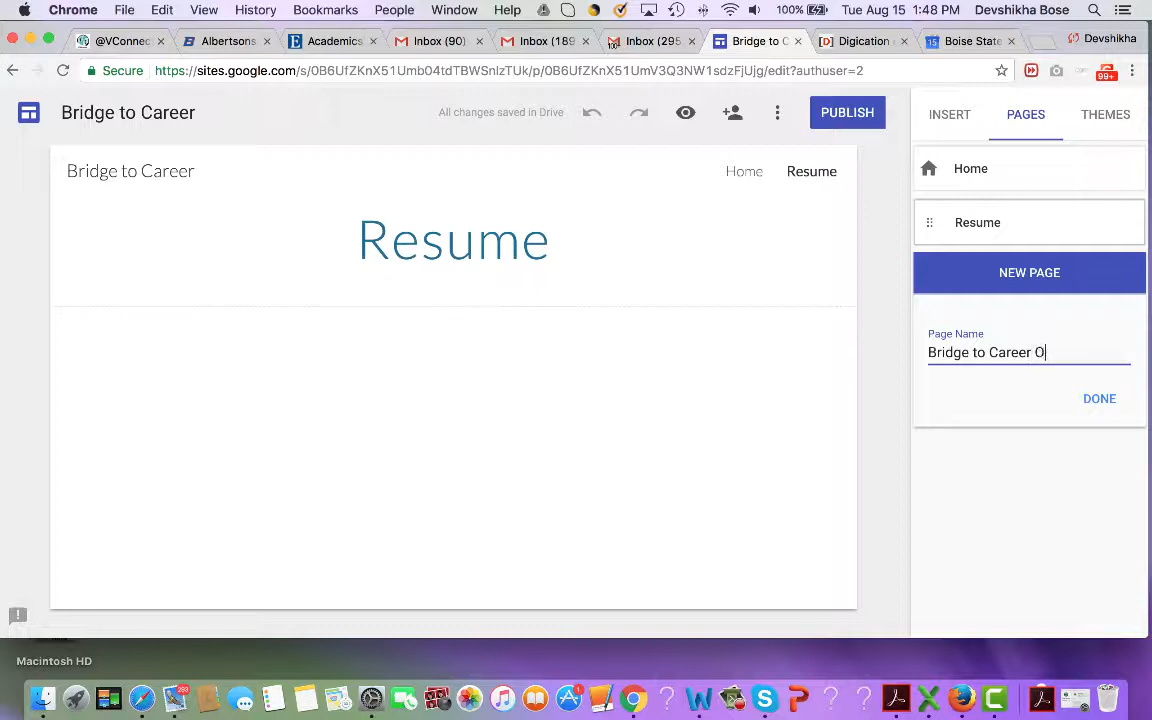 Chrome File Edit View History Bookmarks People Window Help 100% Tue Aug 15 1:48 PM Devshikha Bose
@VConnec Albertsons Academics Inbox (90) Inbox (189 Inbox (295 Bridge to C Digication Boise State Devshikha
Secure https://sites.google.com/s/0B6UfZKnX51Umb04tdTBWSnlzTUk/p/0B6UfZKnX51UmV3Q3NW1sdzFjUjg/edit?authuser=2 99+
Bridge to Career All changes saved in Drive PUBLISH INSERT PAGES THEMES
Bridge to Career Home Resume
Home
Resume
Resume
NEW PAGE
Page Name
Bridge to Career O
DONE
Macintosh HD